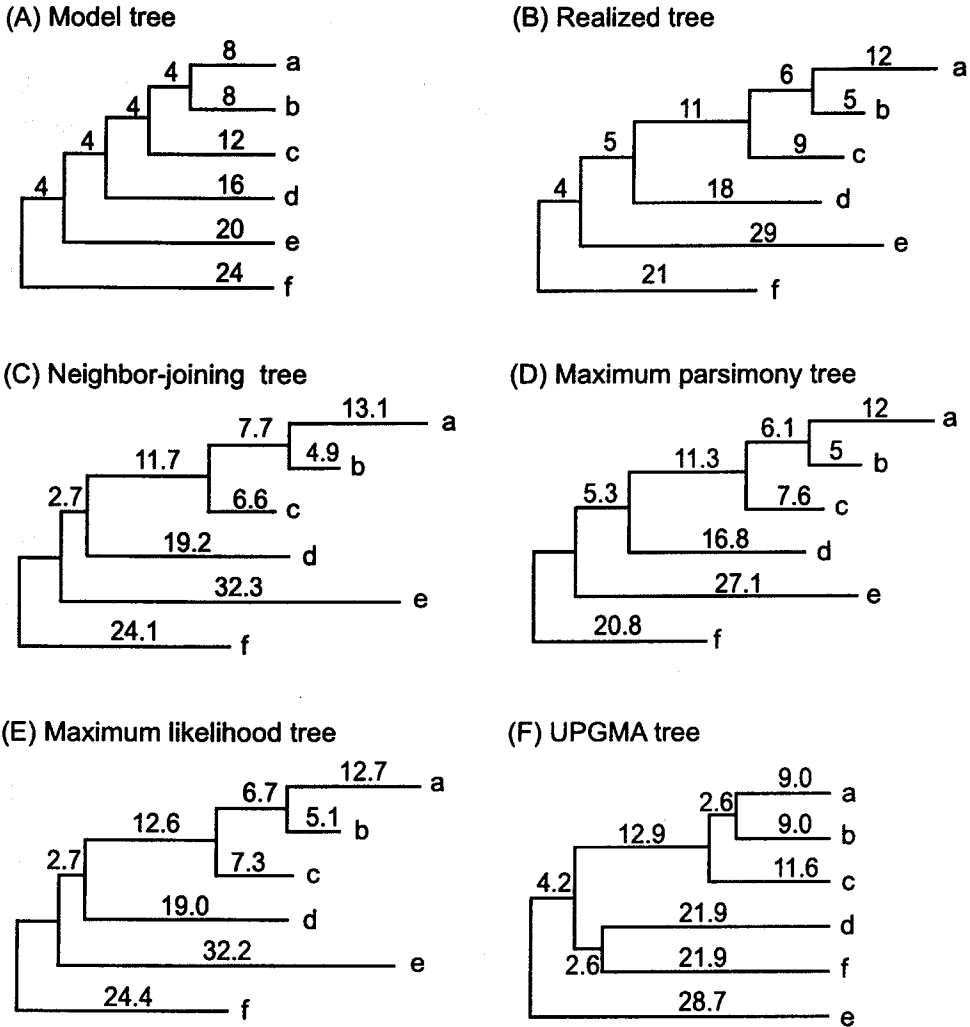 (A) Model tree
8
a
4
8
b
4
12
c
4
16
d
4
20
e
24
f
(B) Realized tree
12
a
6
5
b
11
9
c
5
18
d
4
29
e
21
f
(C) Neighbor-joining tree
13.1
a
7.7
4.9
b
11.7
6.6
c
2.7
19.2
d
32.3
e
24.1
f
(D) Maximum parsimony tree
12
a
6.1
5
b
11.3
7.6
c
5.3
16.8
d
27.1
e
20.8
f
(E) Maximum likelihood tree
12.7
a
6.7
5.1
b
12.6
7.3
c
2.7
19.0
d
32.2
e
24.4
f
(F) UPGMA tree
9.0
a
2.6
9.0
b
12.9
11.6
c
4.2
21.9
d
2.6
21.9
f
28.7
e